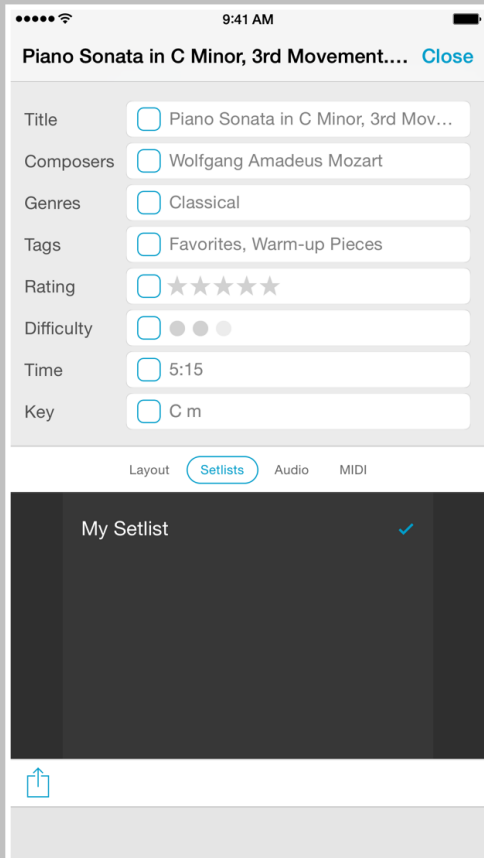 9:41 AM
Piano Sonata in C Minor, 3rd Movement.... Close
Title Piano Sonata in C Minor, 3rd Mov...
Composers Wolfgang Amadeus Mozart
Genres Classical
Tags Favorites, Warm-up Pieces
Rating
Difficulty
Time 5:15
Key C m
Layout Setlists Audio MIDI
My Setlist